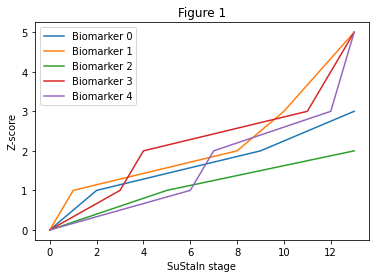 Figure 1
Biomarker 0
Biomarker 1
Biomarker 2
Biomarker 3
Biomarker 4
Z-score
5
4
3
2
1
0
0 2 4 6 8 10 12
SuStaIn stage